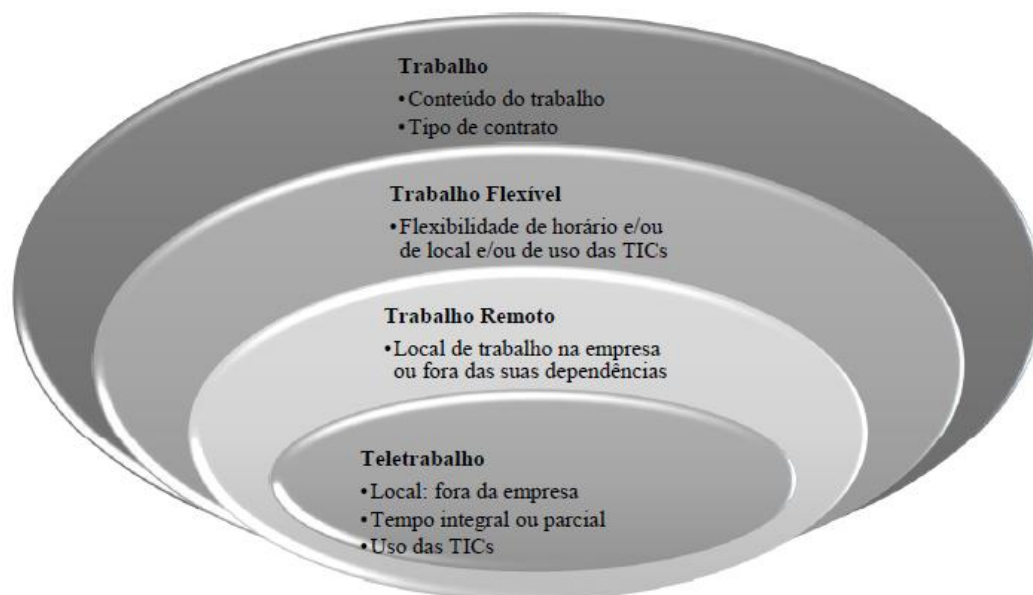 Trabalho
•Conteúdo do trabalho
•Tipo de contrato
Trabalho Flexível
•Flexibilidade de horário e/ou
de local e/ou de uso das TICs
Trabalho Remoto
•Local de trabalho na empresa
ou fora das suas dependências
Teletrabalho
•Local: fora da empresa
•Tempo integral ou parcial
•Uso das TICs